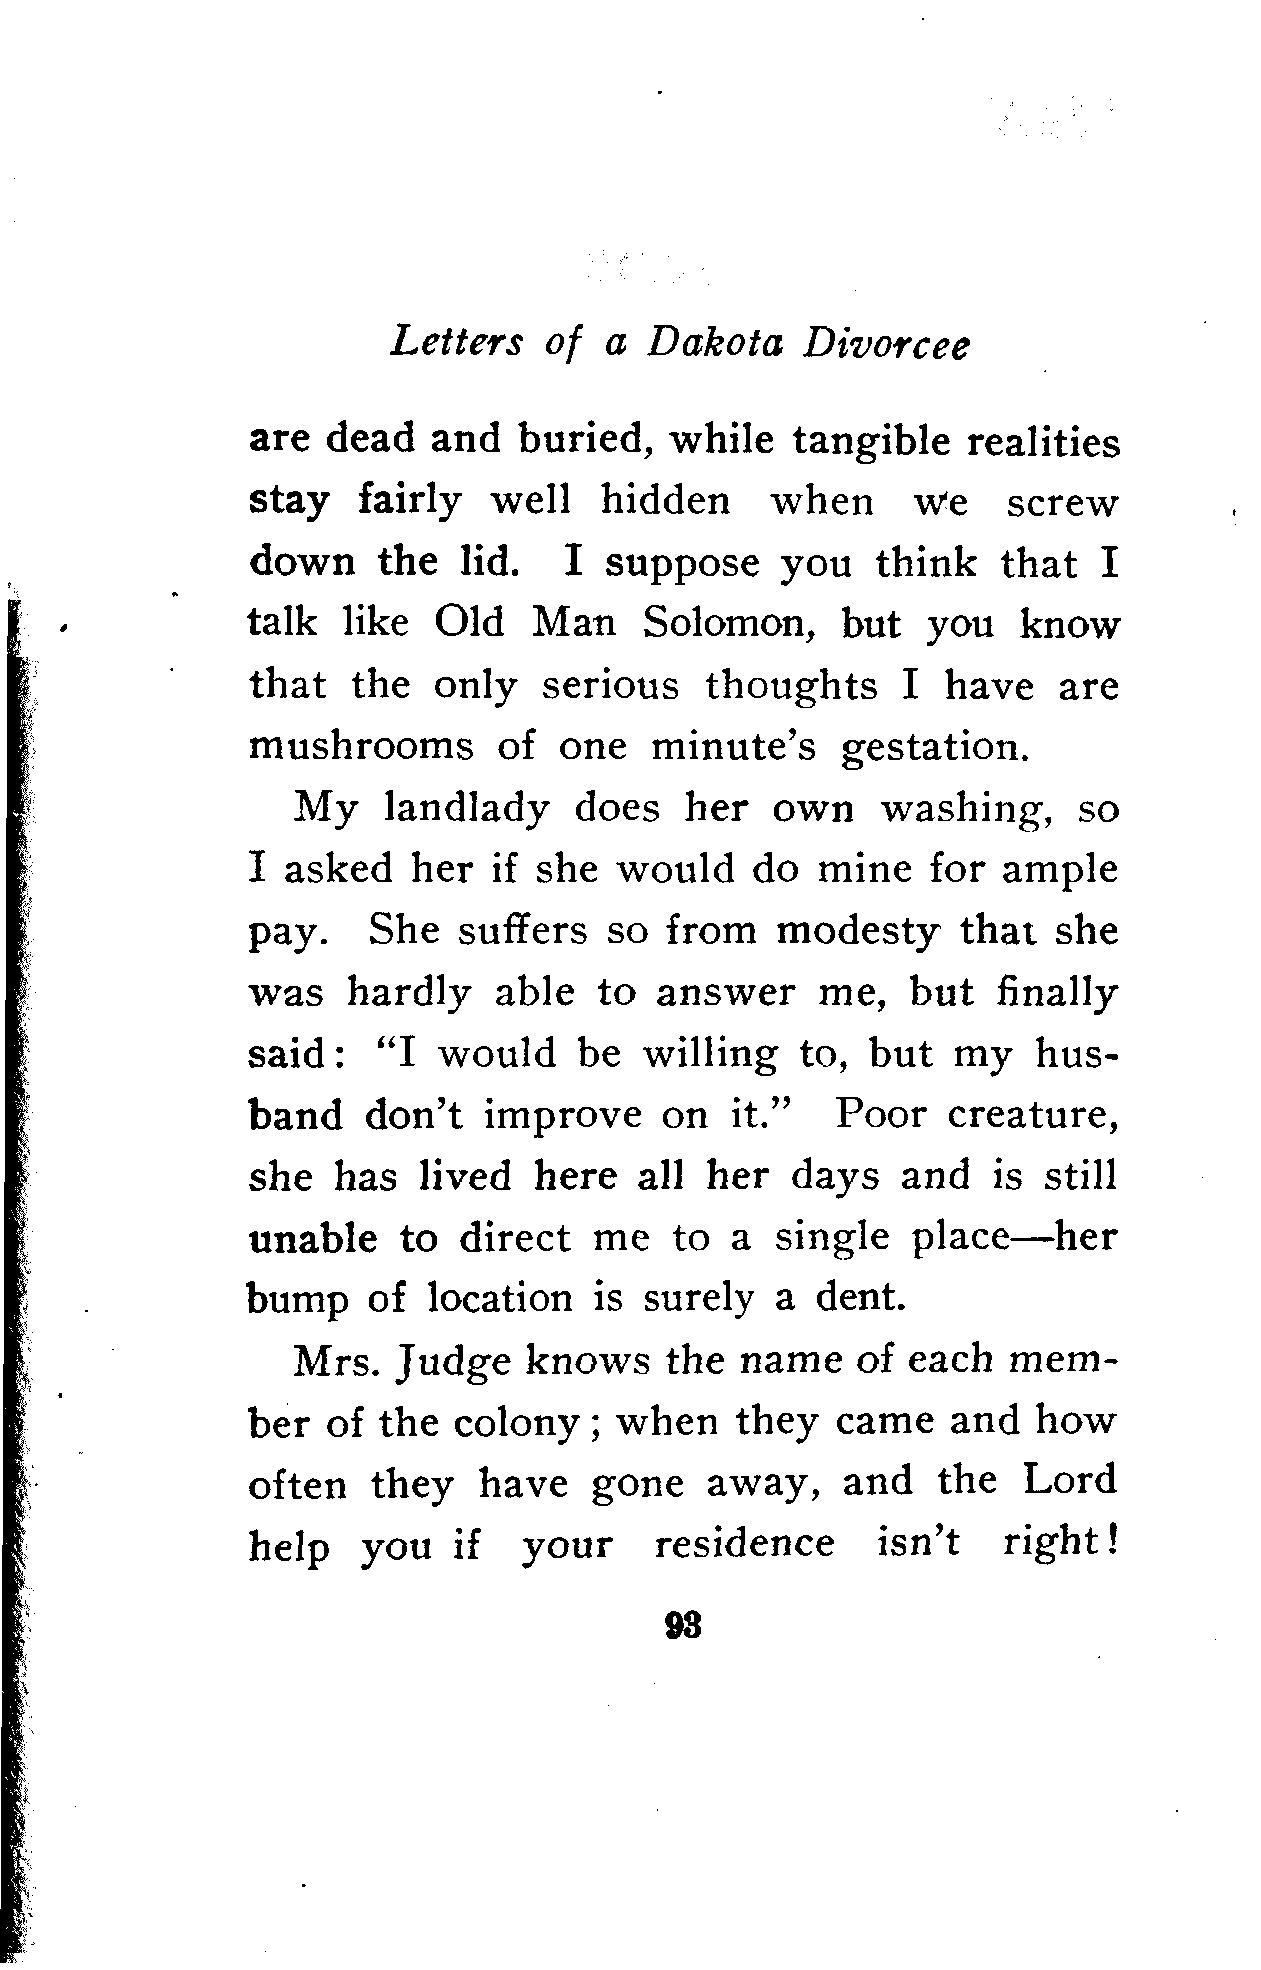 Letters of a Dakota Divorcee
are dead and buried, while tangible realities
stay fairly well hidden when we screw
down the lid. I suppose you think that I
talk like Old Man Solomon, but you know
that the only serious thoughts I have are
mushrooms of one minute's gestation.
My landlady does her own washing, so
I asked her if she would do mine for ample
pay. She suffers so from modesty that she
was hardly able to answer me, but finally
said: "I would be willing to, but my hus-
band don't improve on it." Poor creature,
she has lived here all her days and is still
unable to direct me to a single place—her
bump of location is surely a dent.
Mrs. Judge knows the name of each mem-
ber of the colony; when they came and how
often they have gone away, and the Lord
help you if your residence isn't right!
93